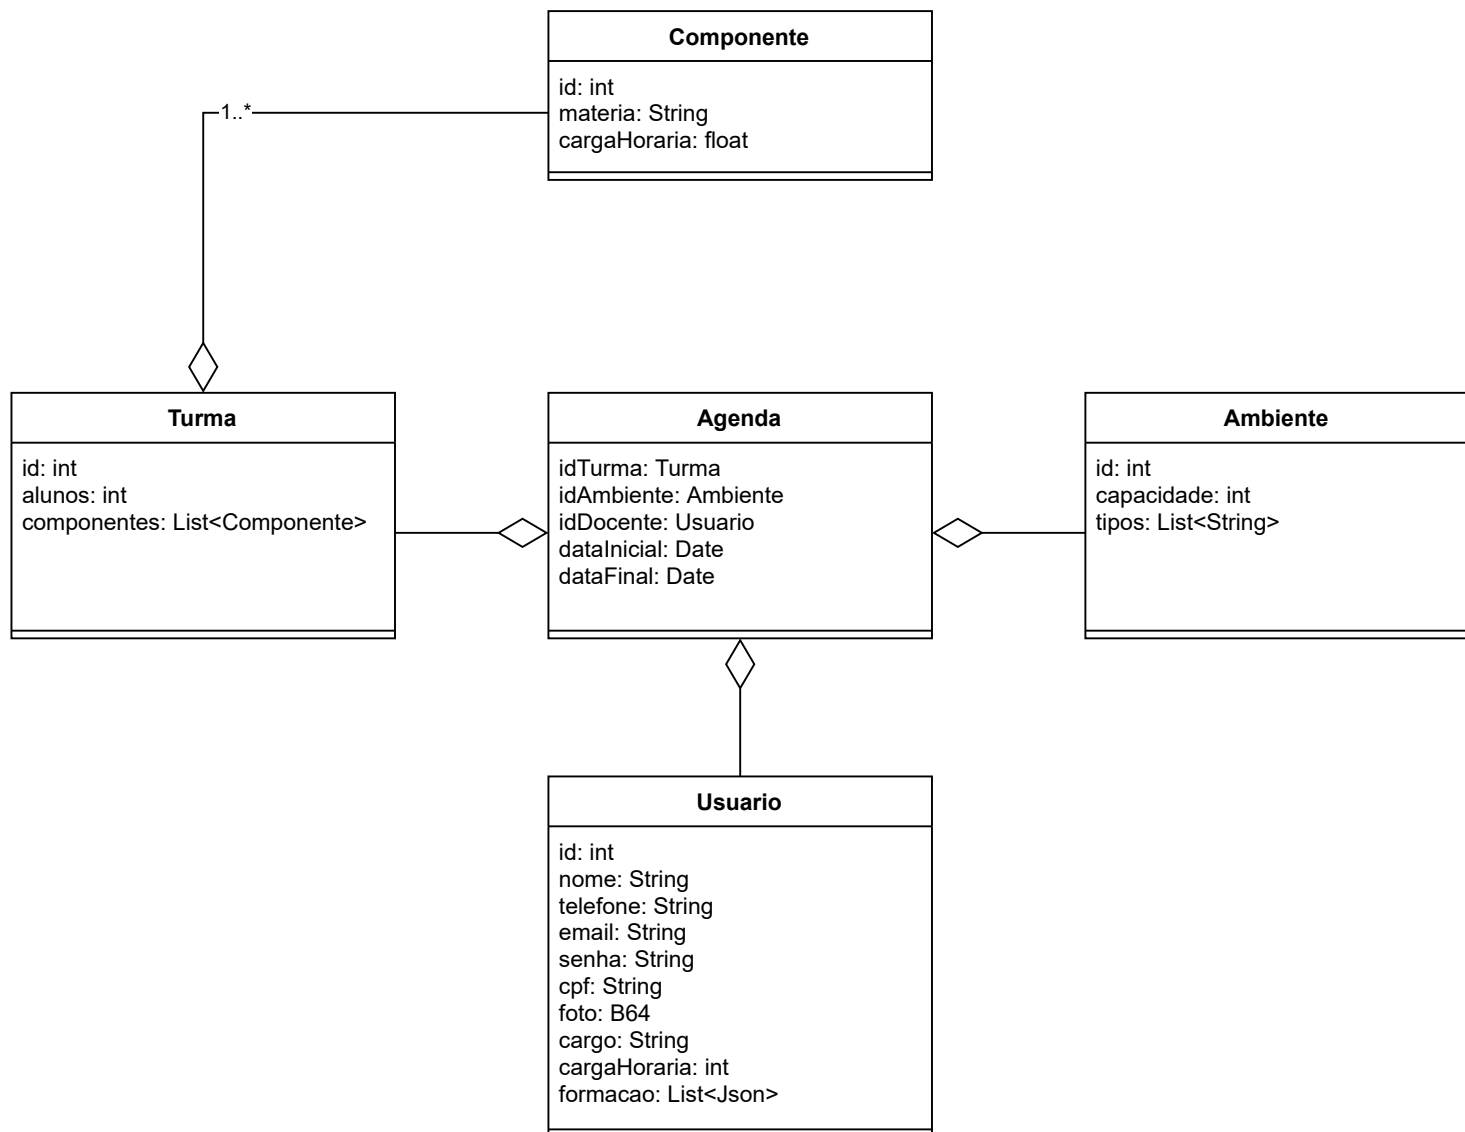 Componente
id: int
materia: String
cargaHoraria: float
1..*
Turma
id: int
alunos: int
componentes: List<Componente>
Agenda
idTurma: Turma
idAmbiente: Ambiente
idDocente: Usuario
dataInicial: Date
dataFinal: Date
Ambiente
id: int
capacidade: int
tipos: List<String>
Usuario
id: int
nome: String
telefone: String
email: String
senha: String
cpf: String
foto: B64
cargo: String
cargaHoraria: int
formacao: List<Json>